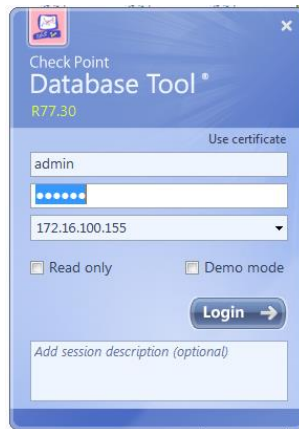 Check Point
Database Tool
R77.30
Use certificate
admin
••••••
172.16.100.155
Read only
Demo mode
Login
Add session description (optional)